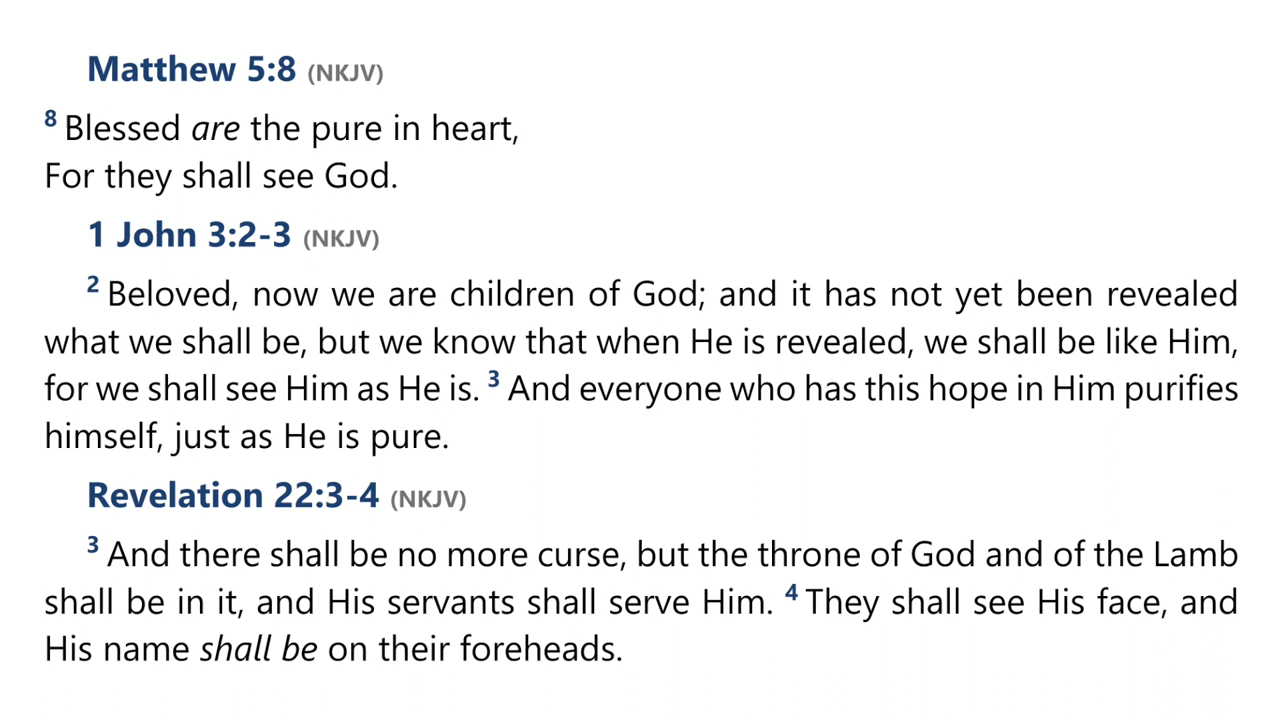 Matthew 5:8 (NKJV)
8 Blessed are the pure in heart,
For they shall see God.
1 John 3:2-3 (NKJV)
2 Beloved, now we are children of God; and it has not yet been revealed
what we shall be, but we know that when He is revealed, we shall be like Him,
for we shall see Him as He is. 3 And everyone who has this hope in Him purifies
himself, just as He is pure.
Revelation 22:3-4 (NKJV)
3 And there shall be no more curse, but the throne of God and of the Lamb
shall be in it, and His servants shall serve Him. 4 They shall see His face, and
His name shall be on their foreheads.